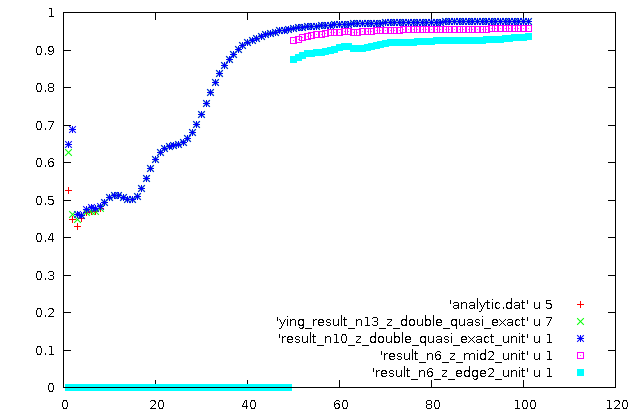 1
0.9
0.8
0.7
0.6
0.5
0.4
0.3
0.2
0.1
0
'analytic.dat' u 5
'ying_result_n13_z_double_quasi_exact' u 7
'result_n10_z_double_quasi_exact_unit' u 1
'result_n6_z_mid2_unit' u 1
'result_n6_z_edge2_unit' u 1
0 20 40 60 80 100 120